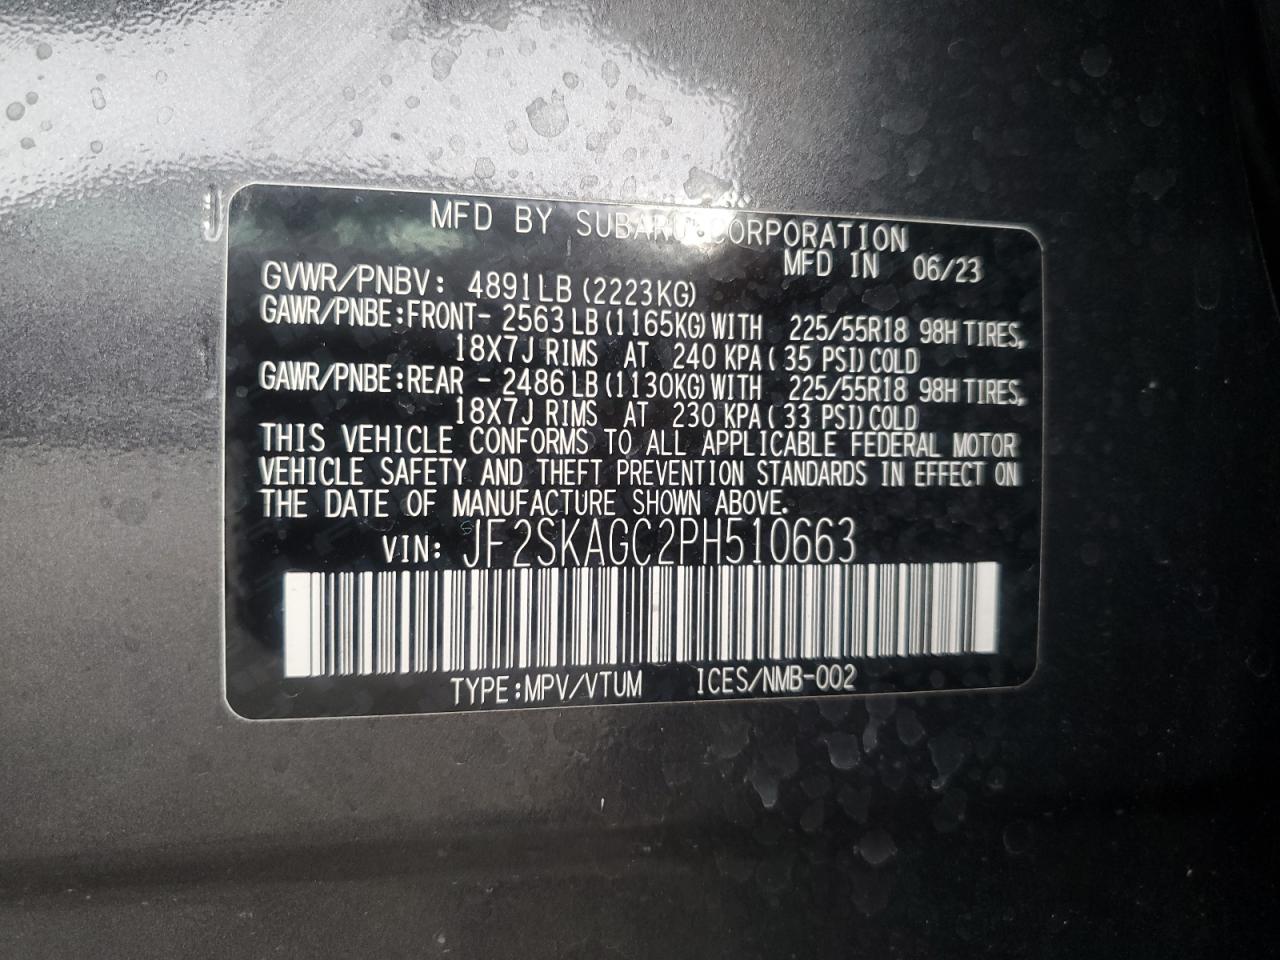 MFD BY SUBARU CORPORATION
MFD IN 06/23
GVWR/PNBV: 4891LB(2223KG)
GAWR/PNBE:FRONT- 2563LB(1165KG)WITH 225/55R18 98H TIRES,
18X7J RIMS AT 240 KPA( 35 PSI)COLD
GAWR/PNBE:REAR - 2486LB(1130KG)WITH 225/55R18 98H TIRES,
18X7J RIMS AT 230 KPA( 33 PSI)COLD
THIS VEHICLE CONFORMS TO ALL APPLICABLE FEDERAL MOTOR
VEHICLE SAFETY AND THEFT PREVENTION STANDARDS IN EFFECT ON
THE DATE OF MANUFACTURE SHOWN ABOVE.
VIN: JF2SKAGC2PH510663
TYPE:MPV/VTUM ICES/NMB-002